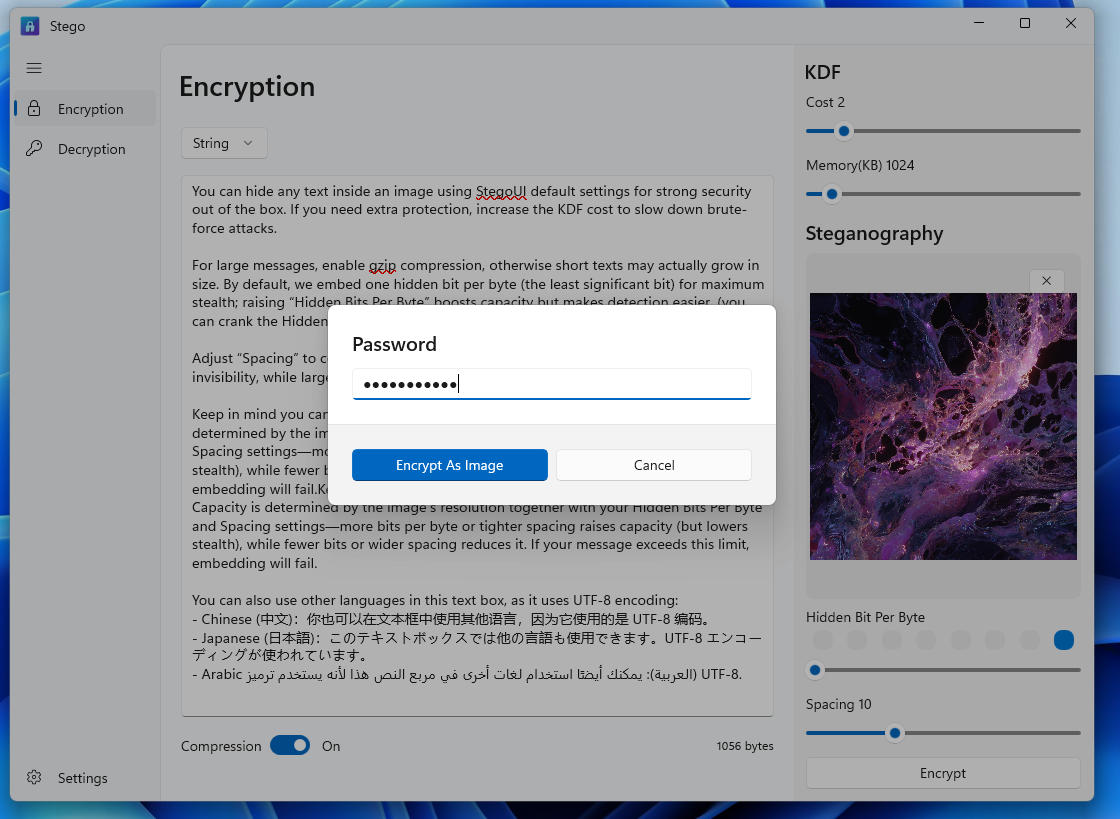 Stego
Encryption
Decryption
Settings
Encryption
String
You can hide any text inside an image using StegoUI default settings for strong security
out of the box. If you need extra protection, increase the KDF cost to slow down brute-
force attacks.
For large messages, enable gzip compression, otherwise short texts may actually grow in
size. By default, we embed one hidden bit per byte (the least significant bit) for maximum
stealth; raising “Hidden Bits Per Byte” boosts capacity but makes detection easier. (you
can crank the Hidden
Adjust “Spacing” to
invisibility, while
Keep in mind you can
determined by the
Spacing settings—
stealth), while fewer
embedding will fail.
Capacity is determined by the image's resolution together with your Hidden Bits Per Byte
and Spacing settings—more bits per byte or tighter spacing raises capacity (but lowers
stealth), while fewer bits or wider spacing reduces it. If your message exceeds this limit,
embedding will fail.
You can also use other languages in this text box, as it uses UTF-8 encoding:
- Chinese (中文)：你也可以在文本框中使用其他语言，因为它使用的是 UTF-8 编码。
- Japanese (日本語)：このテキストボックスでは他の言語も使用できます。UTF-8 エンコー
ディングが使われています。
- Arabic (العربية): يمكنك أيضًا استخدام لغات أخرى في مربع النص هذا لأنه يستخدم ترميز UTF-8.
Compression On
1056 bytes
Password
Encrypt As Image
Cancel
KDF
Cost 2
Memory(KB) 1024
Steganography
Hidden Bit Per Byte
Spacing 10
Encrypt